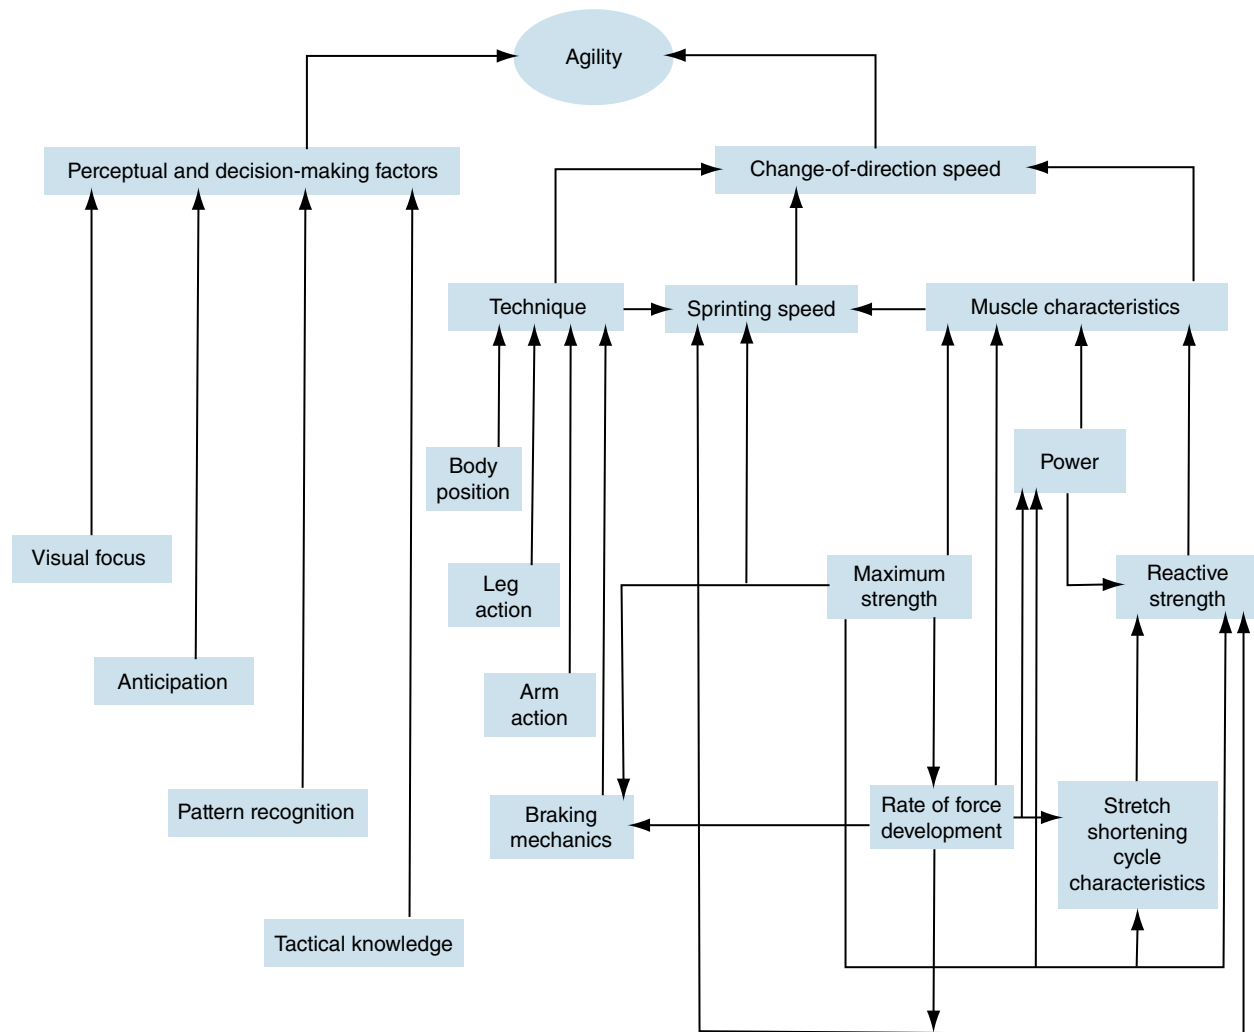 Agility
Perceptual and decision-making factors
Change-of-direction speed
Technique
Sprinting speed
Muscle characteristics
Body
position
Power
Visual focus
Leg
action
Maximum
strength
Reactive
strength
Anticipation
Arm
action
Pattern recognition
Braking
mechanics
Rate of force
development
Stretch
shortening
cycle
characteristics
Tactical knowledge